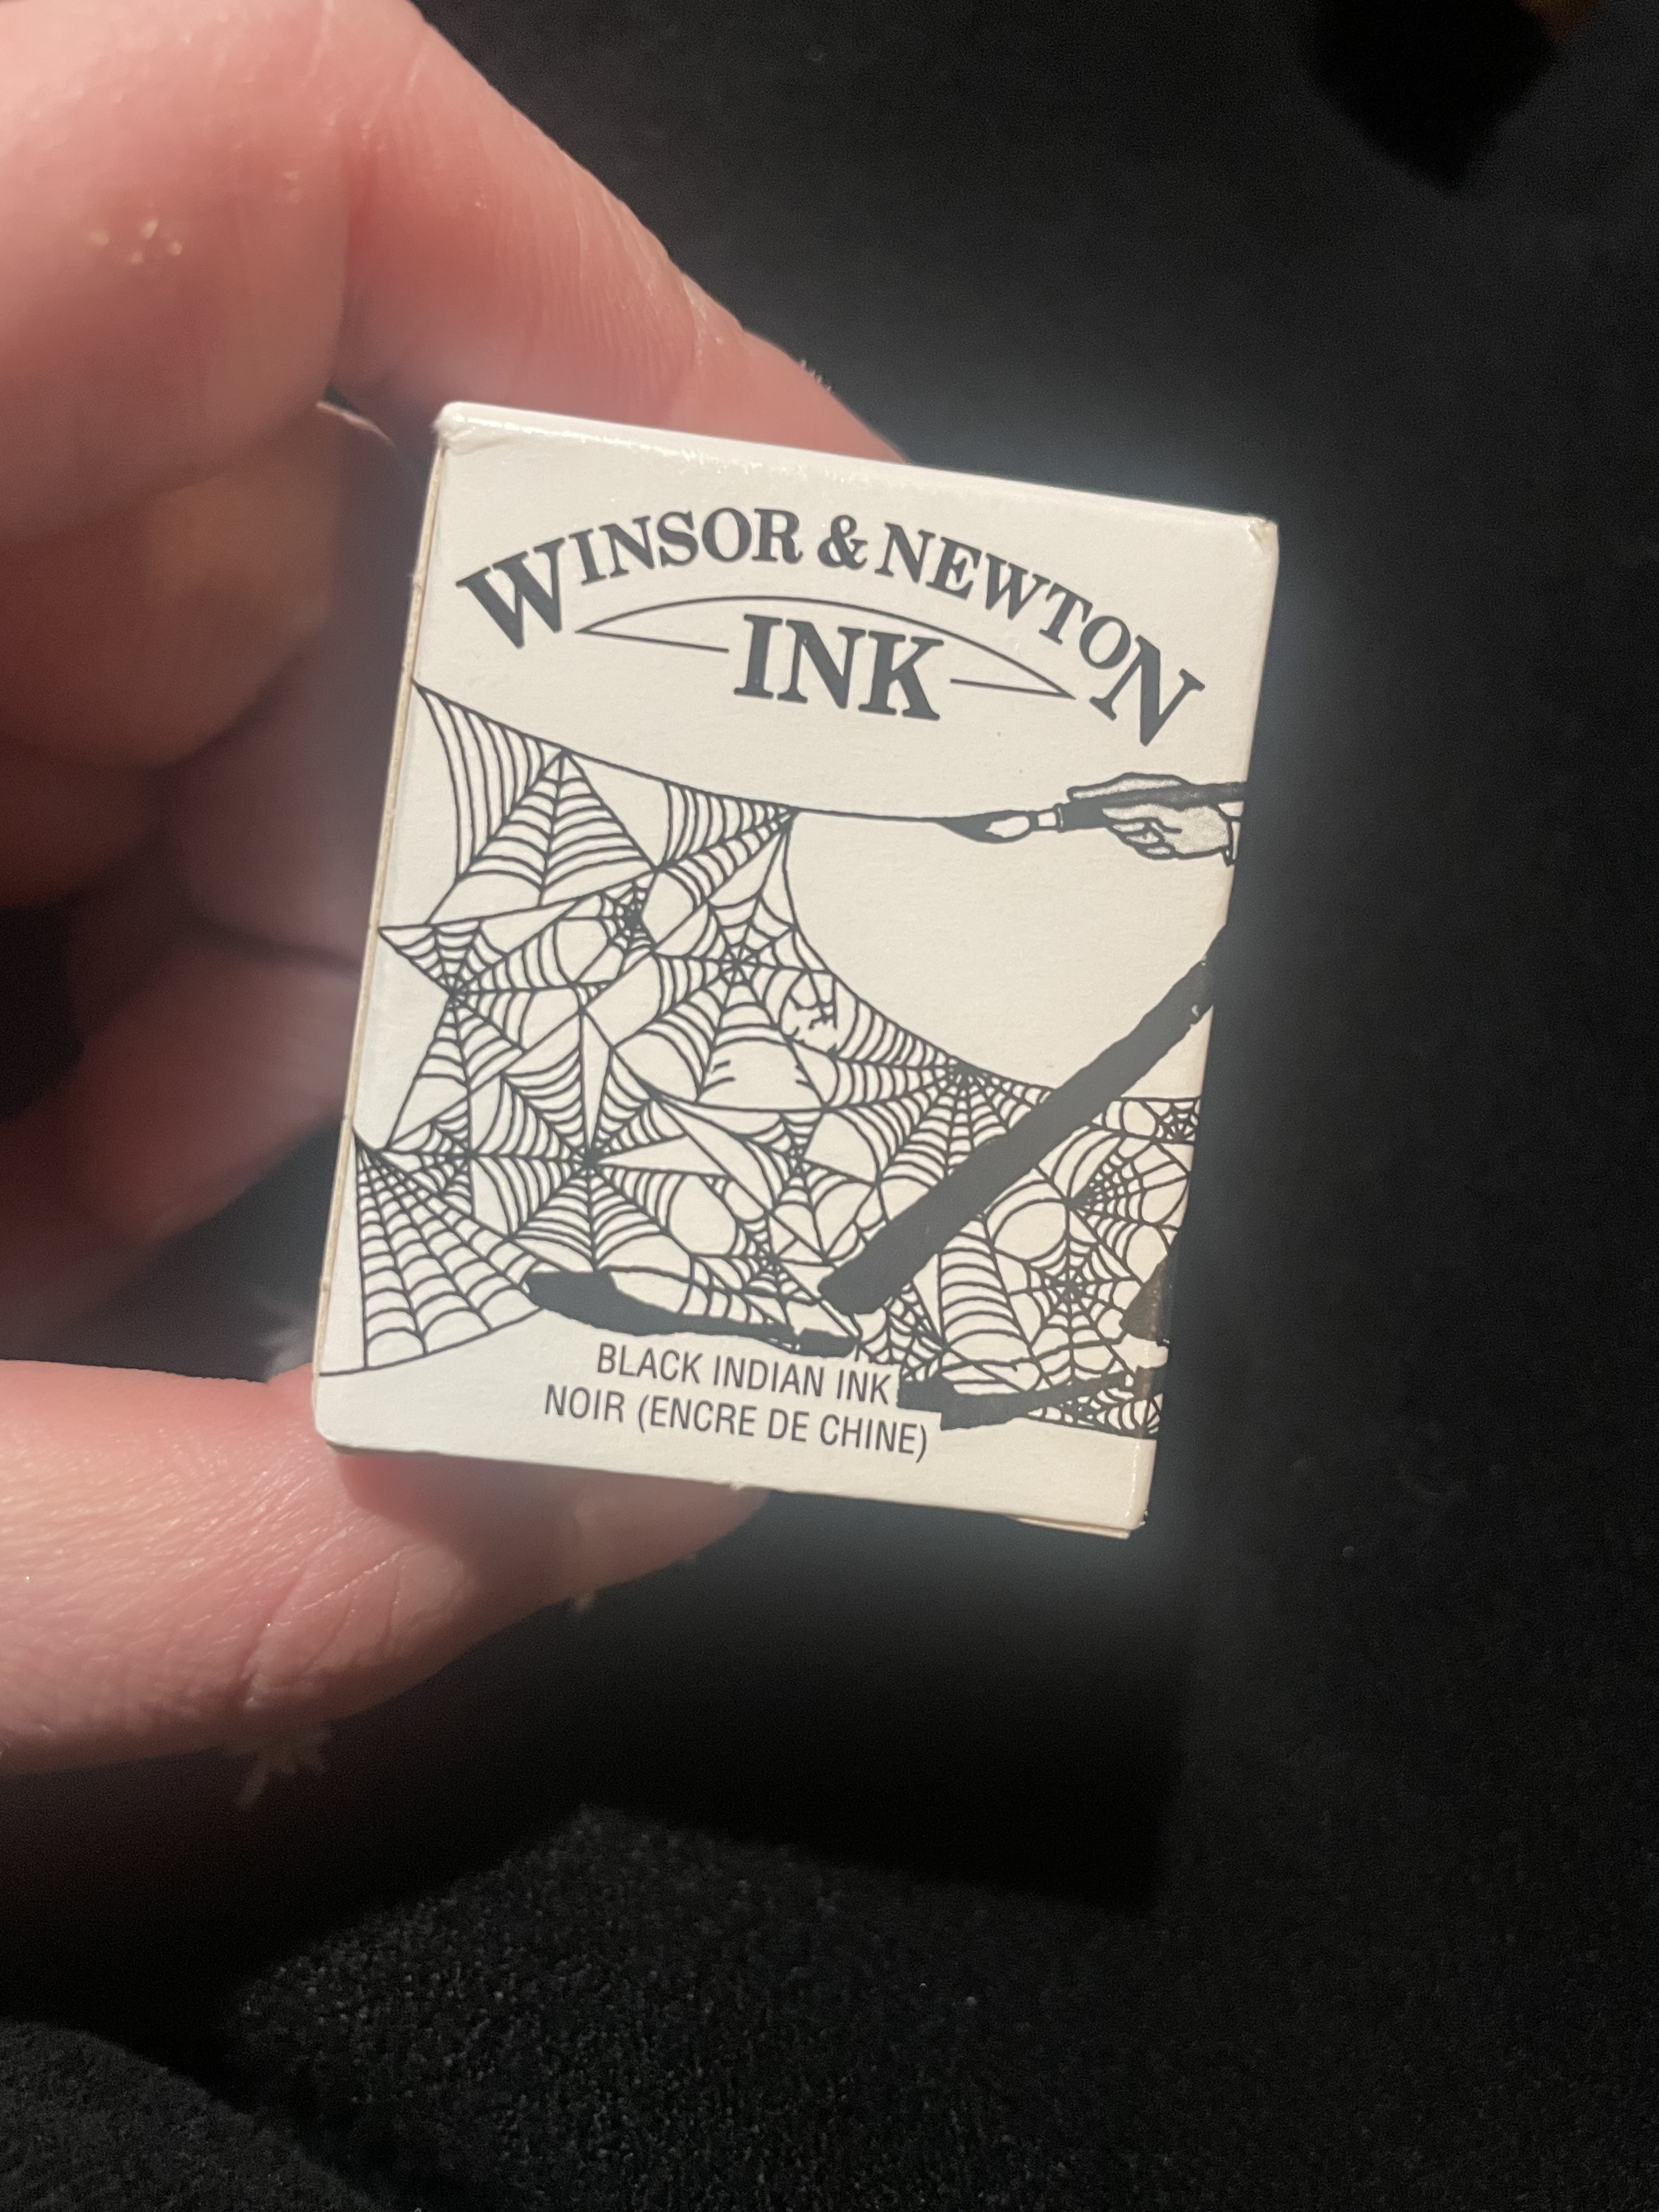 WINSOR & NEWTON
INK
BLACK INDIAN INK
NOIR (ENCRE DE CHINE)